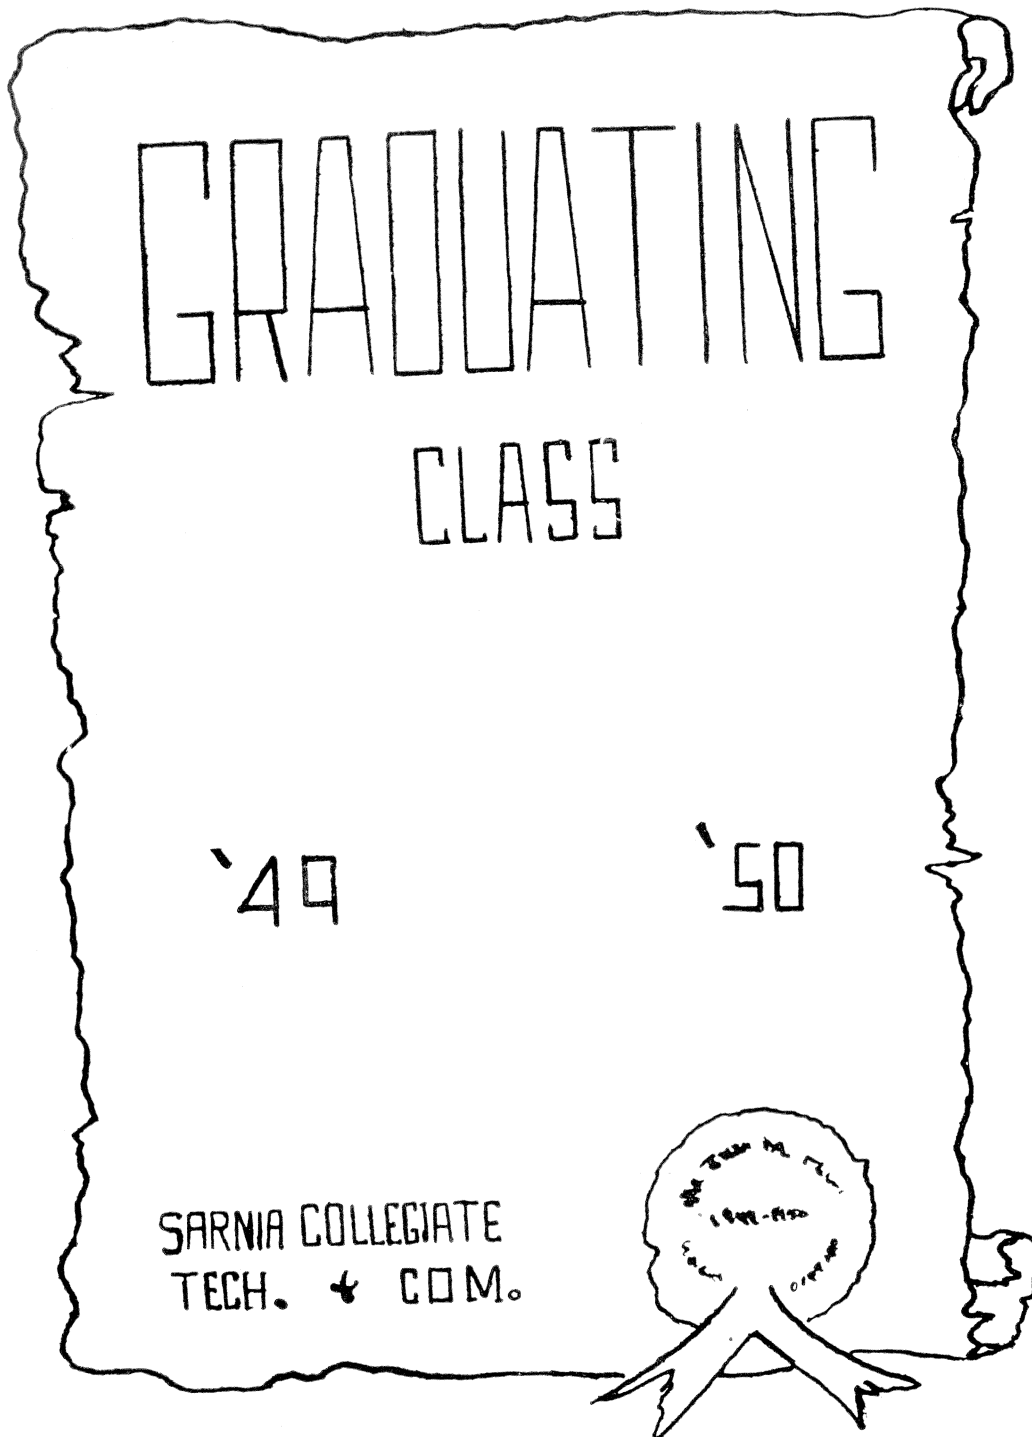 GRADUATING
CLASS
'49 '50
SARNIA COLLEGIATE
TECH. & COM.
1949-1950